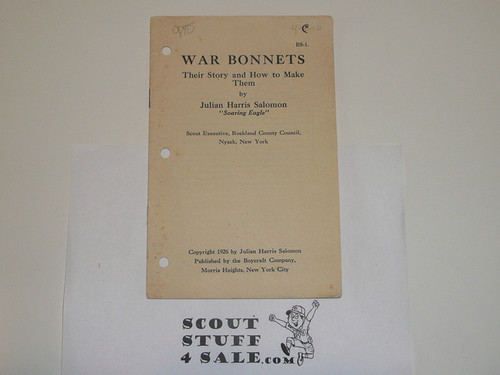 BS-1.
WAR BONNETS
Their Story and How to Make
Them
by
Julian Harris Salomon
"Soaring Eagle"
Scout Executive, Rockland County Council,
Nyack, New York
Copyright 1926 by Julian Harris Salomon
Published by the Boycraft Company,
Morris Heights, New York City
SCOUT
STUFF
4 SALE.com